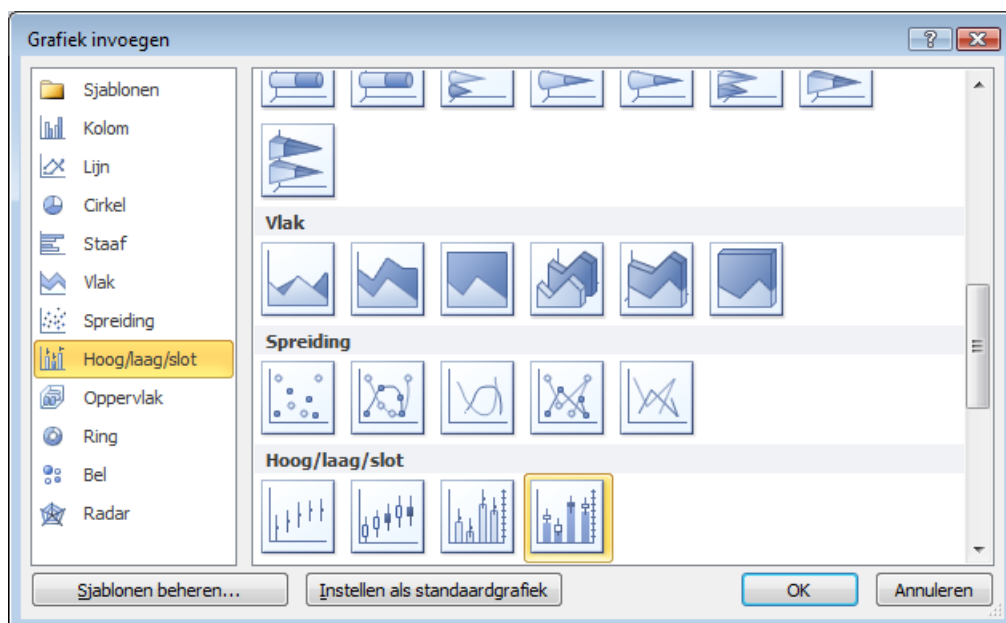 Grafiek invoegen
Sjablonen
Kolom
Lijn
Cirkel
Staaf
Vlak
Spreiding
Hoog/laag/slot
Oppervlak
Ring
Bel
Radar
Vlak
Spreiding
Hoog/laag/slot
Sjablonen beheren...
Instellen als standaardgrafiek
OK
Annuleren